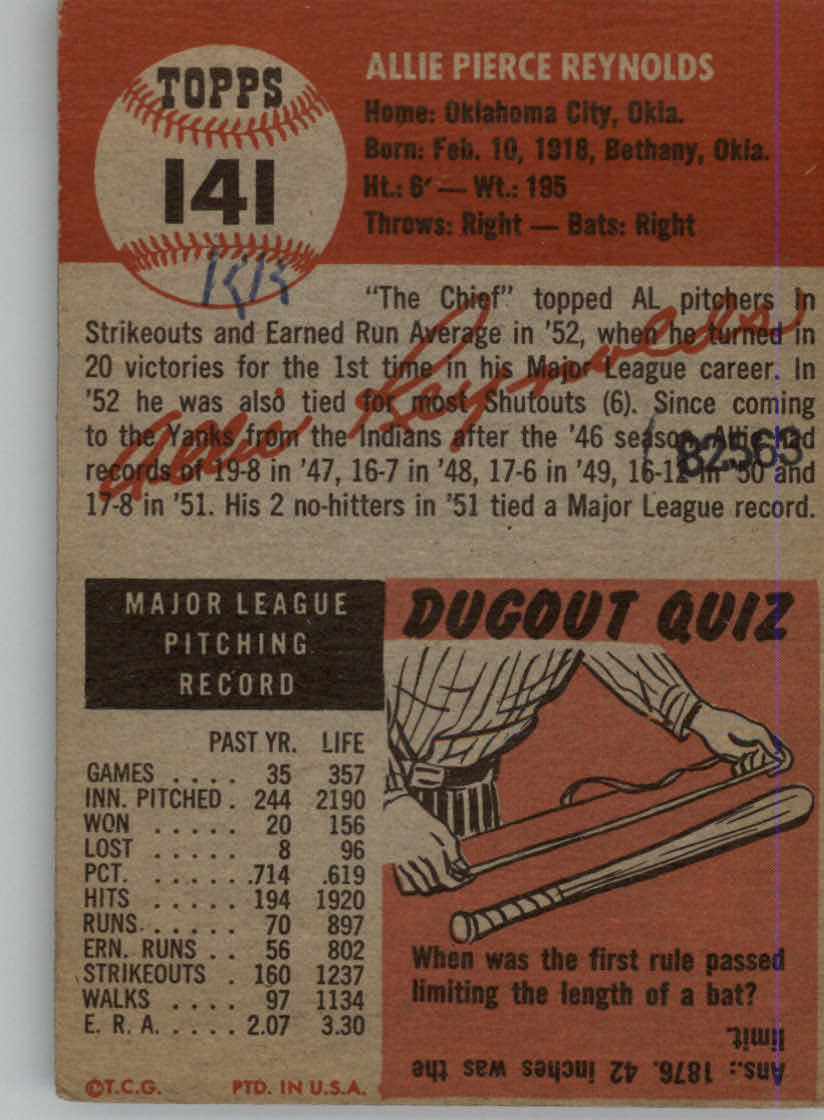 TOPPS
141
RR
ALLIE PIERCE REYNOLDS
Home: Oklahoma City, Okla.
Born: Feb. 10, 1918, Bethany, Okla.
Ht.: 6' — Wt.: 195
Throws: Right — Bats: Right
"The Chief" topped AL pitchers in
Strikeouts and Earned Run Average in '52, when he turned in
20 victories for the 1st time in his Major League career. In
'52 he was also tied for most Shutouts (6). Since coming
to the Yanks from the Indians after the '46 season Allie had
records of 19-8 in '47, 16-7 in '48, 17-6 in '49, 16-12 in '50 and
17-8 in '51. His 2 no-hitters in '51 tied a Major League record.
Allie Reynolds
82563
MAJOR LEAGUE
PITCHING
RECORD
PAST YR. LIFE
GAMES .... 35 357
INN. PITCHED . 244 2190
WON ..... 20 156
LOST ..... 8 96
PCT. ...... .714 .619
HITS ..... 194 1920
RUNS..... 70 897
ERN. RUNS .. 56 802
STRIKEOUTS . 160 1237
WALKS .... 97 1134
E. R. A. .... 2.07 3.30
©T.C.G. PTD. IN U.S.A.
DUGOUT QUIZ
When was the first rule passed
limiting the length of a bat?
Ans.: 1876. 42 inches was the
limit.